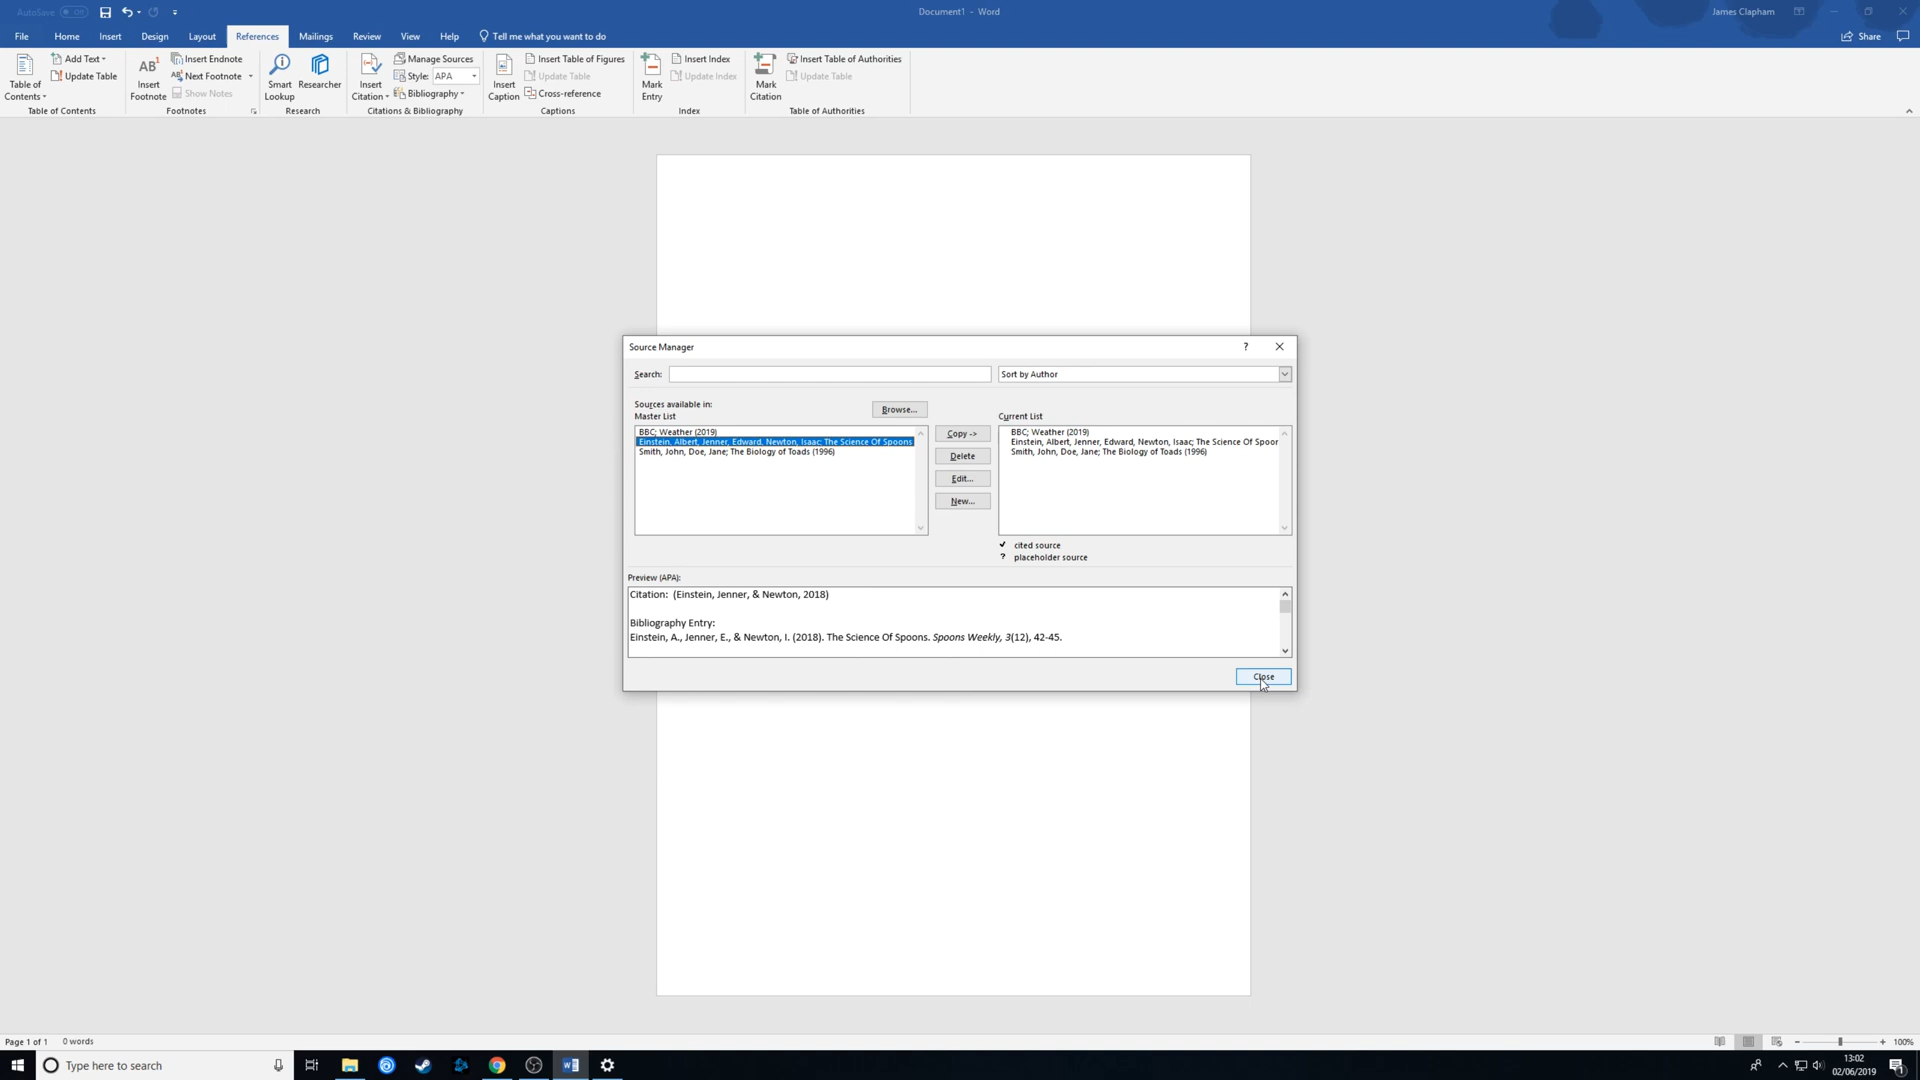 AutoSave Off
Document1 - Word
James Clapham
File Home Insert Design Layout References Mailings Review View Help Tell me what you want to do
Share
Table of Contents
Add Text
Update Table
Table of Contents
AB1 Insert Footnote
Insert Endnote
Next Footnote
Show Notes
Footnotes
Smart Lookup
Researcher
Research
Insert Citation
Manage Sources
Style: APA
Bibliography
Citations & Bibliography
Insert Caption
Insert Table of Figures
Update Table
Cross-reference
Captions
Mark Entry
Insert Index
Update Index
Index
Mark Citation
Insert Table of Authorities
Update Table
Table of Authorities
Source Manager
?
Search:
Sort by Author
Sources available in:
Master List
Browse...
Current List
BBC; Weather (2019)
Einstein, Albert, Jenner, Edward, Newton, Isaac; The Science Of Spoons
Smith, John, Doe, Jane; The Biology of Toads (1996)
Copy ->
Delete
Edit...
New...
BBC; Weather (2019)
Einstein, Albert, Jenner, Edward, Newton, Isaac; The Science Of Spoor
Smith, John, Doe, Jane; The Biology of Toads (1996)
cited source
? placeholder source
Preview (APA):
Citation: (Einstein, Jenner, & Newton, 2018)
Bibliography Entry:
Einstein, A., Jenner, E., & Newton, I. (2018). The Science Of Spoons. Spoons Weekly, 3(12), 42-45.
Close
Page 1 of 1 0 words
100%
Type here to search
13:02
02/06/2019